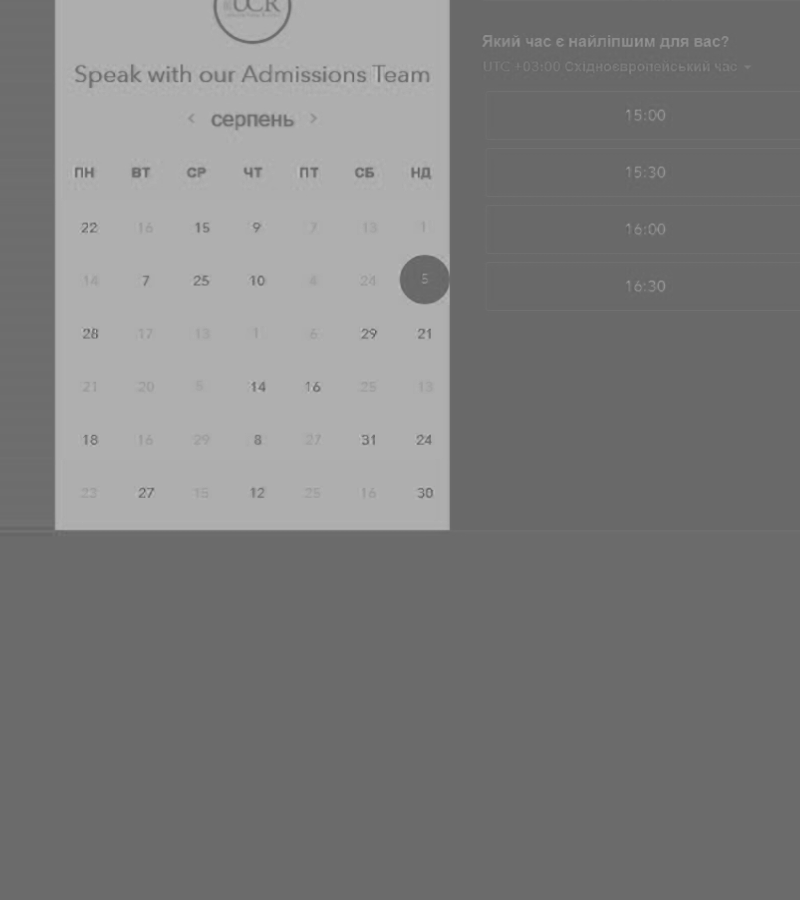 UCR
Speak with our Admissions Team
серпень
ПН ВТ СР ЧТ ПТ СБ НД
22 16 15 9 7 13 1
14 7 25 10 4 24 5
28 17 13 1 6 29 21
21 20 5 14 16 25 13
18 16 29 8 27 31 24
23 27 15 12 25 16 30
Який час є найліпшим для вас?
UTC +03:00 Східноєвропейський час
15:00
15:30
16:00
16:30